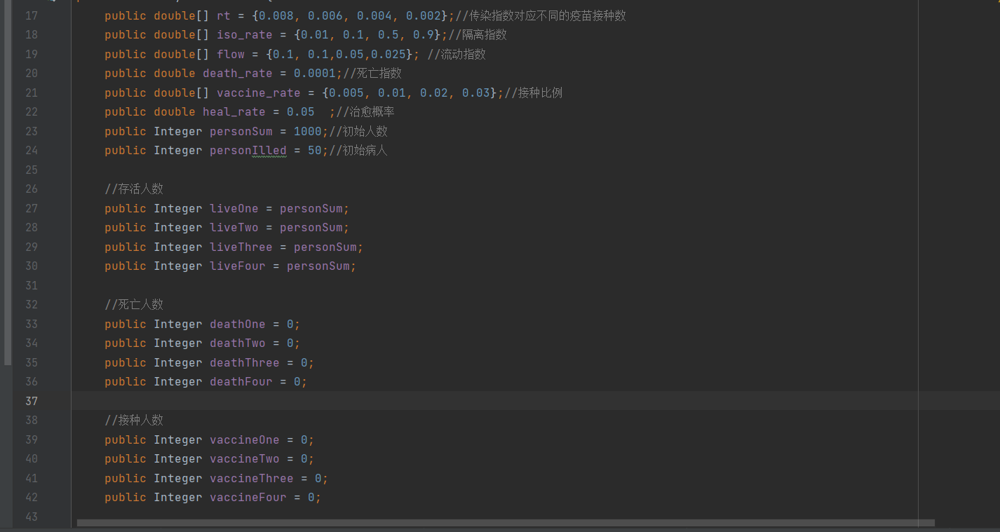 17 public double[] rt = {0.008, 0.006, 0.004, 0.002};//传染指数对应不同的疫苗接种数
18 public double[] iso_rate = {0.01, 0.1, 0.5, 0.9};//隔离指数
19 public double[] flow = {0.1, 0.1,0.05,0.025}; //流动指数
20 public double death_rate = 0.0001;//死亡指数
21 public double[] vaccine_rate = {0.005, 0.01, 0.02, 0.03};//接种比例
22 public double heal_rate = 0.05  ;//治愈概率
23 public Integer personSum = 1000;//初始人数
24 public Integer personIlled = 50;//初始病人
25
26 //存活人数
27 public Integer liveOne = personSum;
28 public Integer liveTwo = personSum;
29 public Integer liveThree = personSum;
30 public Integer liveFour = personSum;
31
32 //死亡人数
33 public Integer deathOne = 0;
34 public Integer deathTwo = 0;
35 public Integer deathThree = 0;
36 public Integer deathFour = 0;
37
38 //接种人数
39 public Integer vaccineOne = 0;
40 public Integer vaccineTwo = 0;
41 public Integer vaccineThree = 0;
42 public Integer vaccineFour = 0;
43